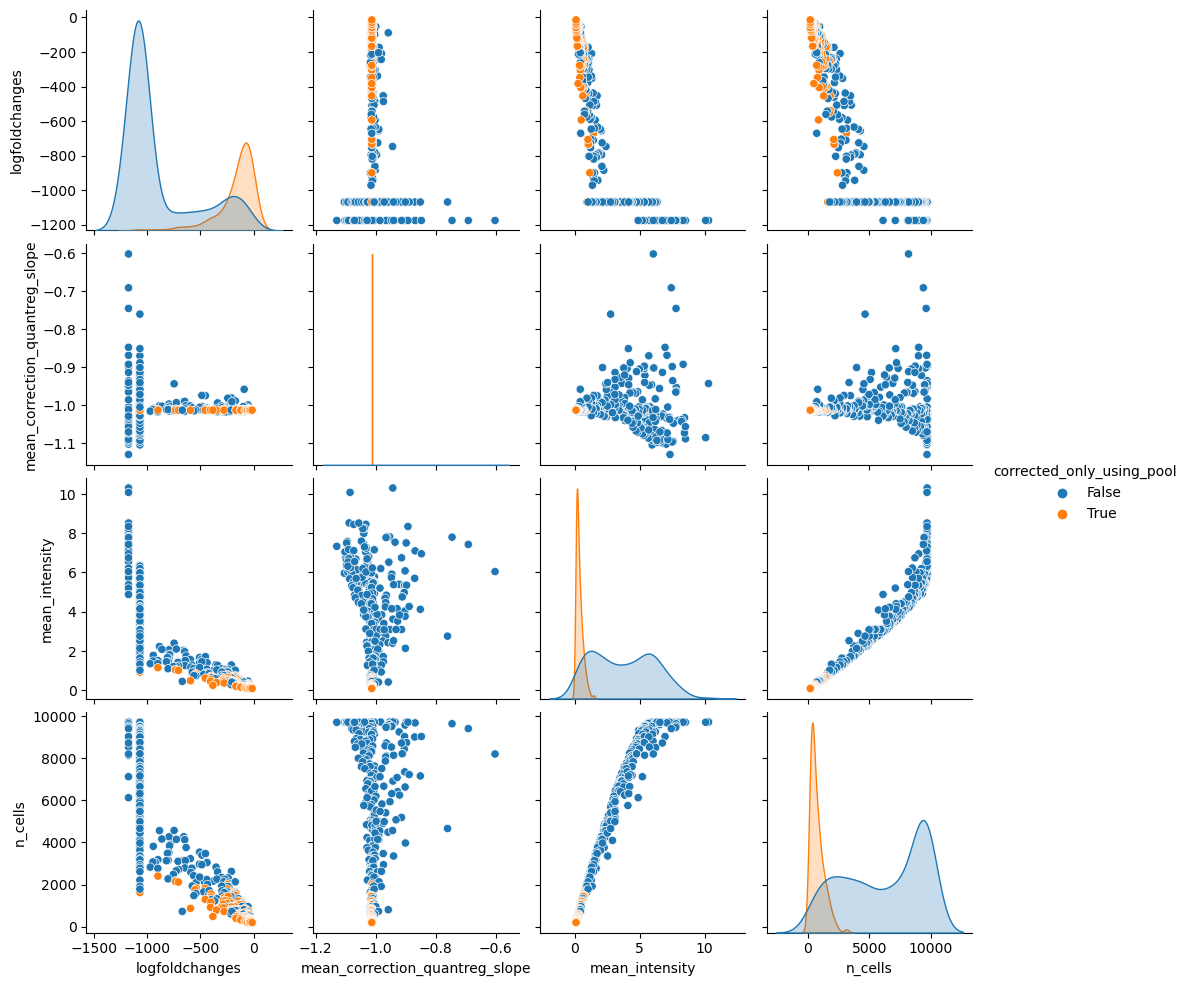 0
−200
−400
−600
−800
−1000
−1200
logfoldchanges
−0.6
−0.7
−0.8
−0.9
−1.0
−1.1
mean_correction_quantreg_slope
corrected_only_using_pool
False
True
10
8
6
4
2
0
mean_intensity
10000
8000
6000
4000
2000
0
n_cells
−1500 −1000 −500 0
logfoldchanges
−1.2 −1.0 −0.8 −0.6
mean_correction_quantreg_slope
0 5 10
mean_intensity
0 5000 10000
n_cells